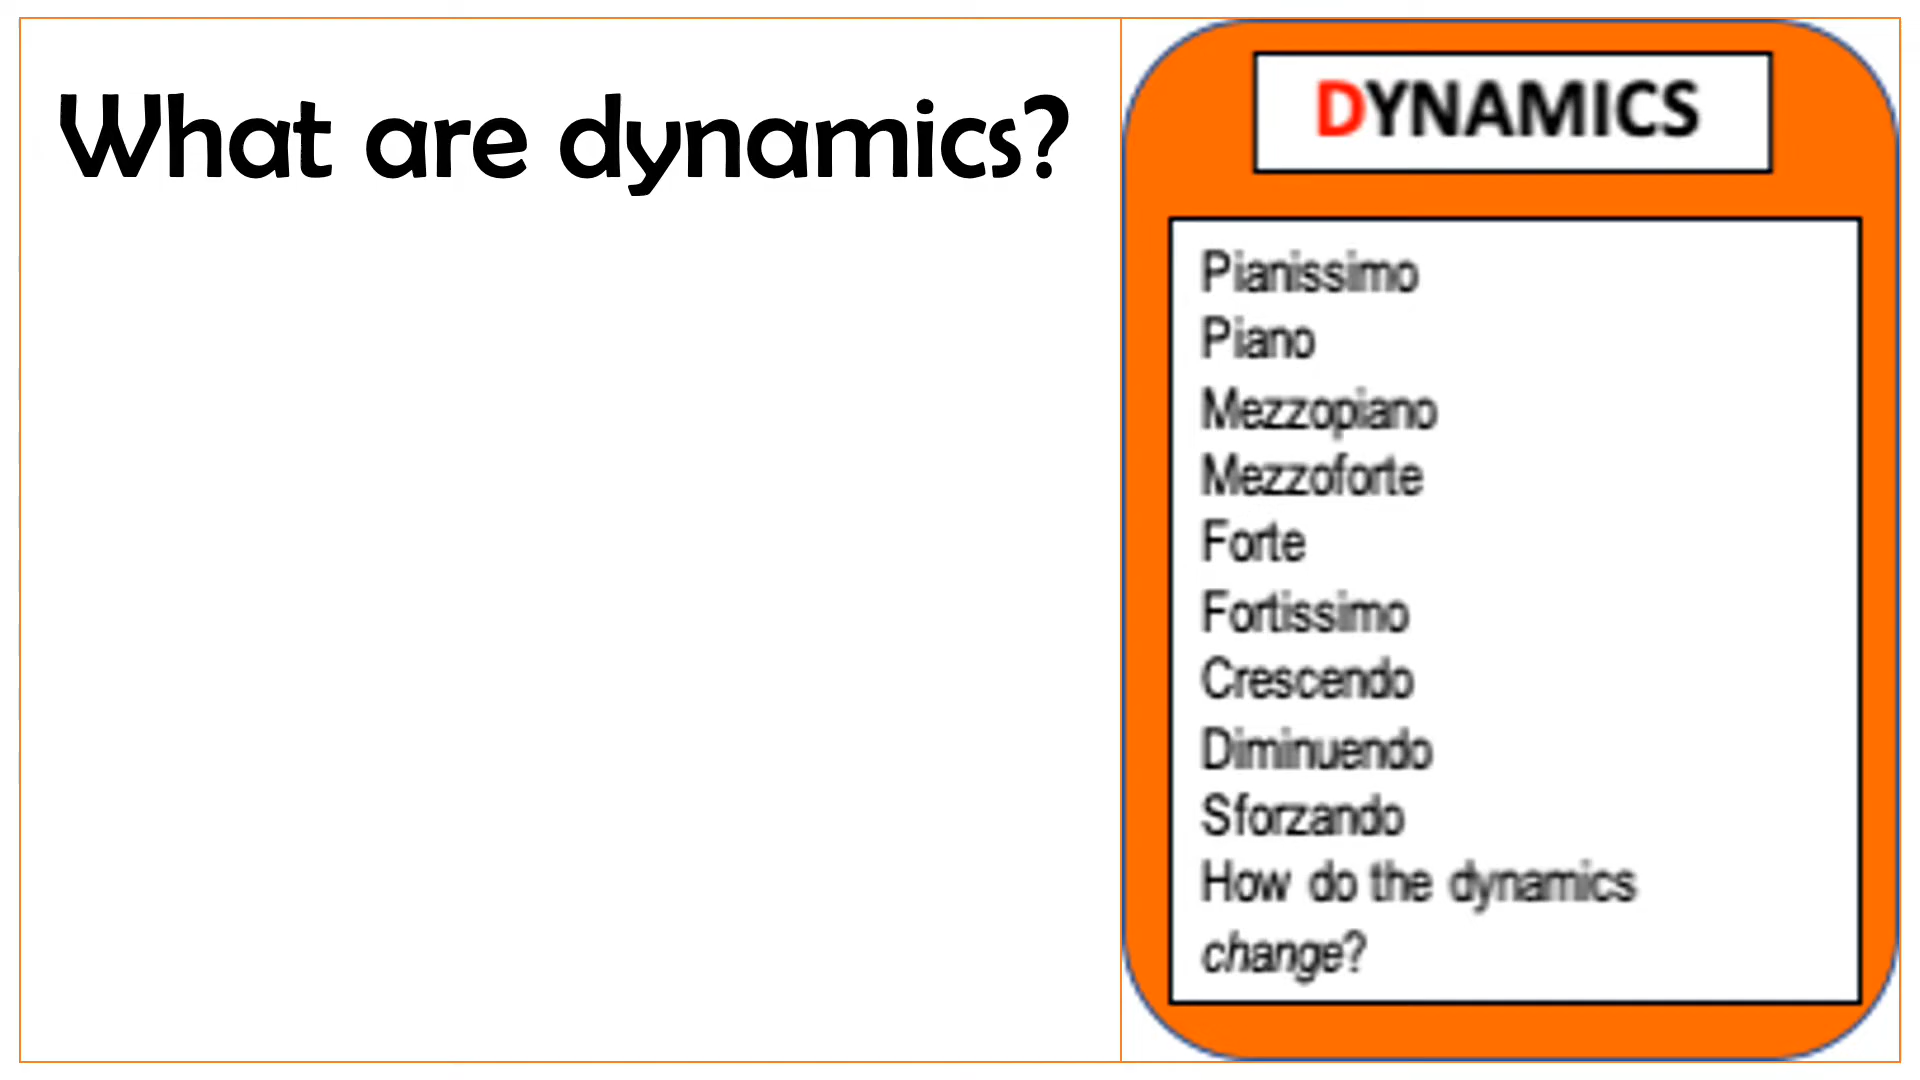 What are dynamics?
DYNAMICS
Pianissimo
Piano
Mezzopiano
Mezzoforte
Forte
Fortissimo
Crescendo
Diminuendo
Sforzando
How do the dynamics
change?